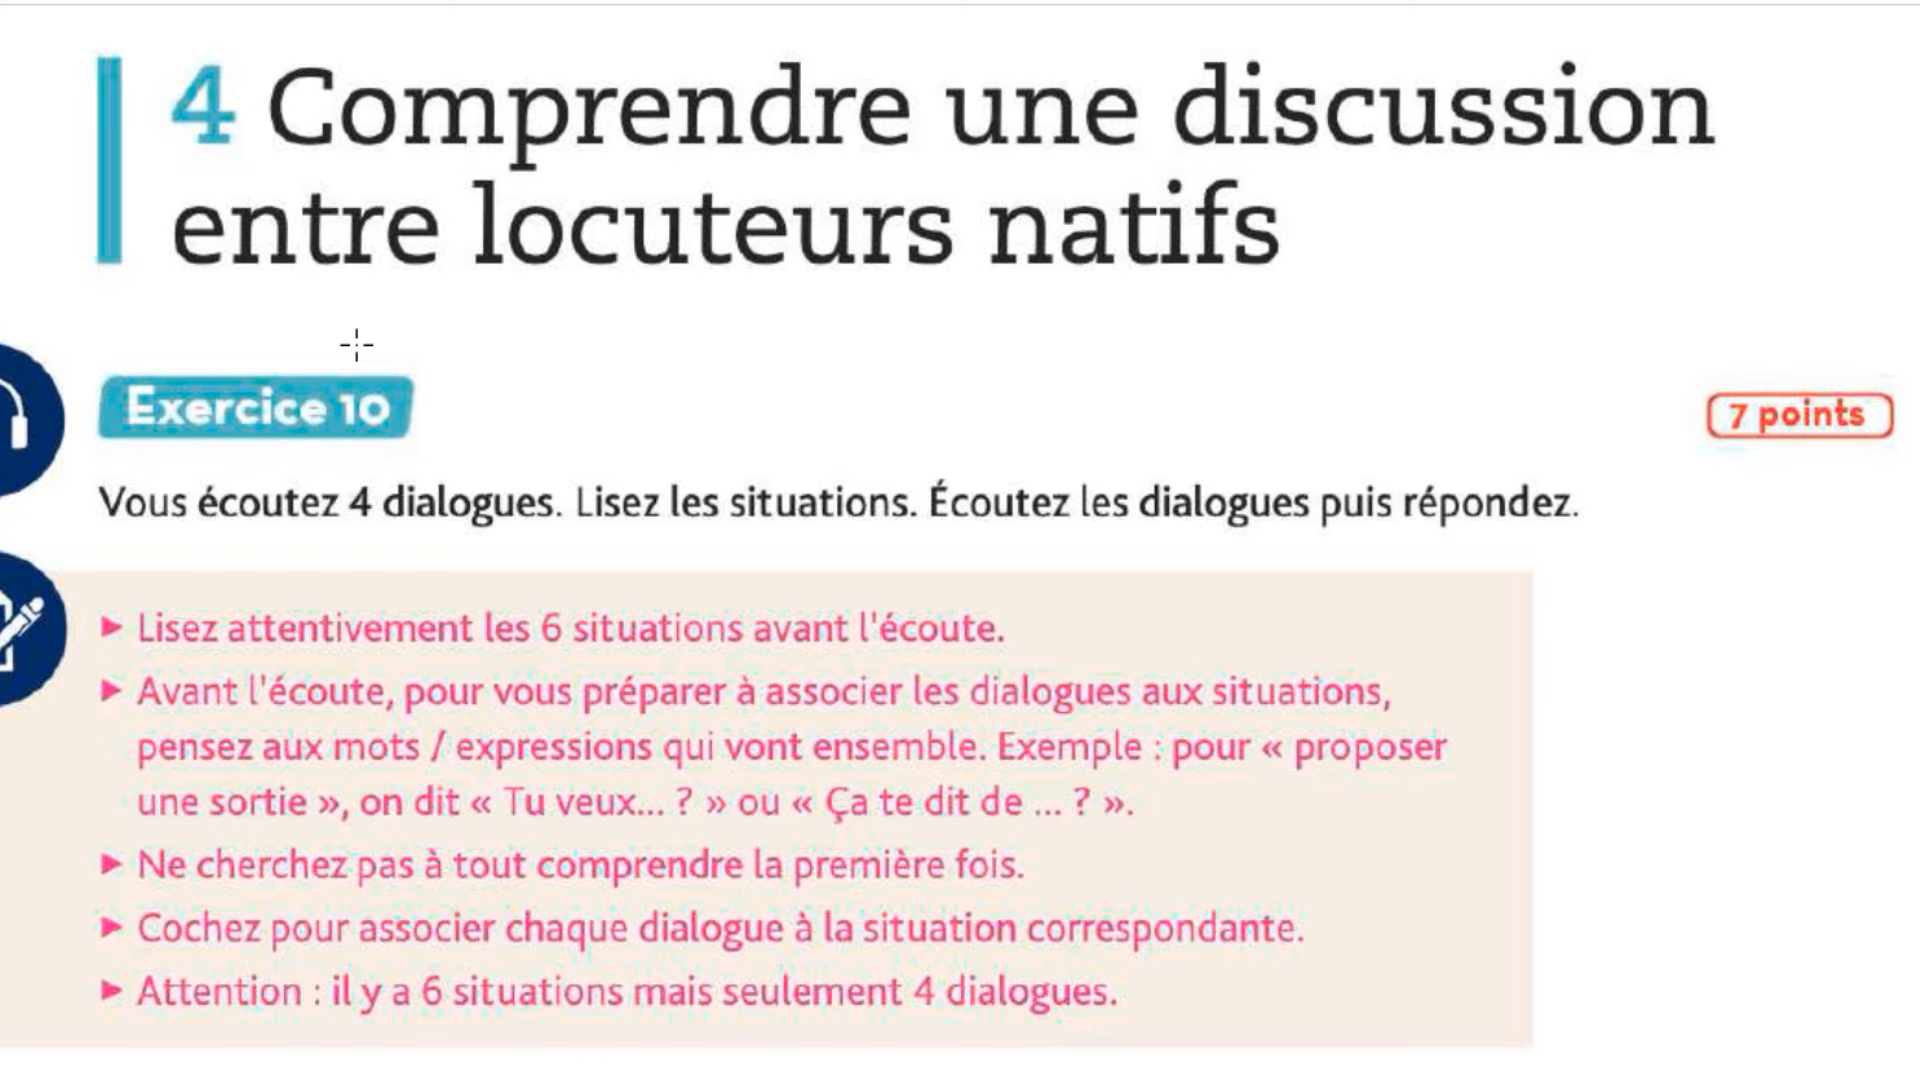 4 Comprendre une discussion
entre locuteurs natifs
Exercice 10
7 points
Vous écoutez 4 dialogues. Lisez les situations. Écoutez les dialogues puis répondez.
► Lisez attentivement les 6 situations avant l'écoute.
► Avant l'écoute, pour vous préparer à associer les dialogues aux situations,
pensez aux mots / expressions qui vont ensemble. Exemple : pour « proposer
une sortie », on dit « Tu veux... ? » ou « Ça te dit de ... ? ».
► Ne cherchez pas à tout comprendre la première fois.
► Cochez pour associer chaque dialogue à la situation correspondante.
► Attention : il y a 6 situations mais seulement 4 dialogues.